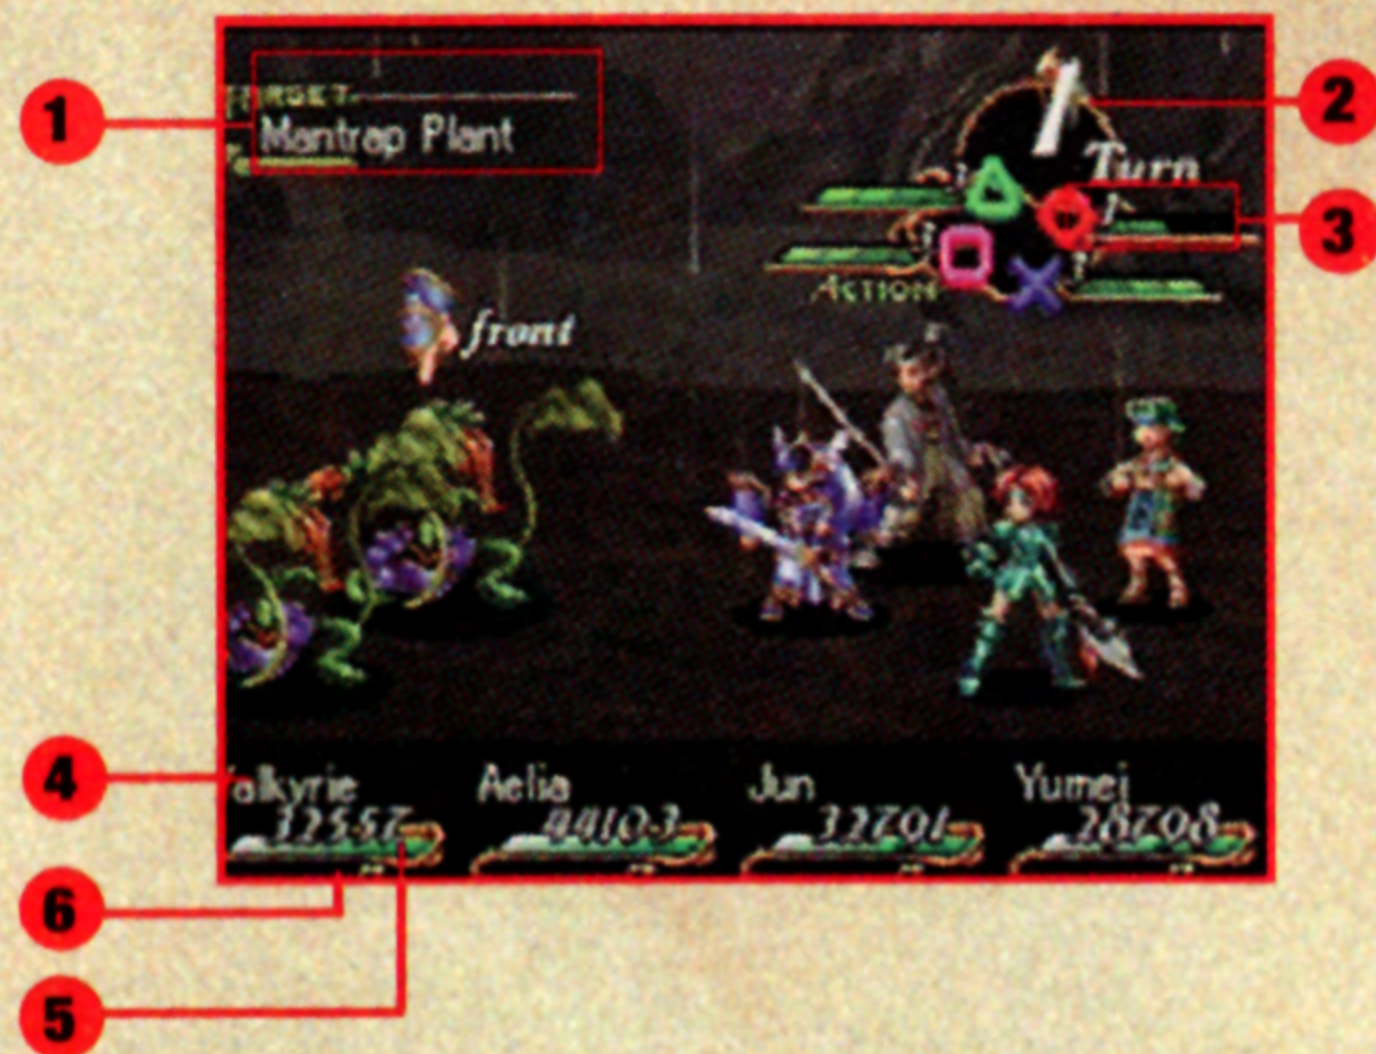 1
TARGET
Mantrap Plant
1
2
Turn
3
ACTION
front
4
alkyrie
Aelia
Jun
Yumei
32557
44103
32701
28708
6
5